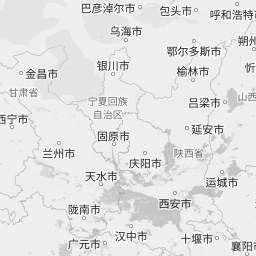 巴彦淖尔市
包头市
呼和浩特
乌海市
朔州
鄂尔多斯市
银川市
榆林市
忻
金昌市
甘肃省
宁夏回族
自治区
吕梁市
山西
西宁市
固原市
延安市
兰州市
庆阳市
陕西省
临
天水市
运城市
西安市
陇南市
汉中市
十堰市
广元市
襄阳市